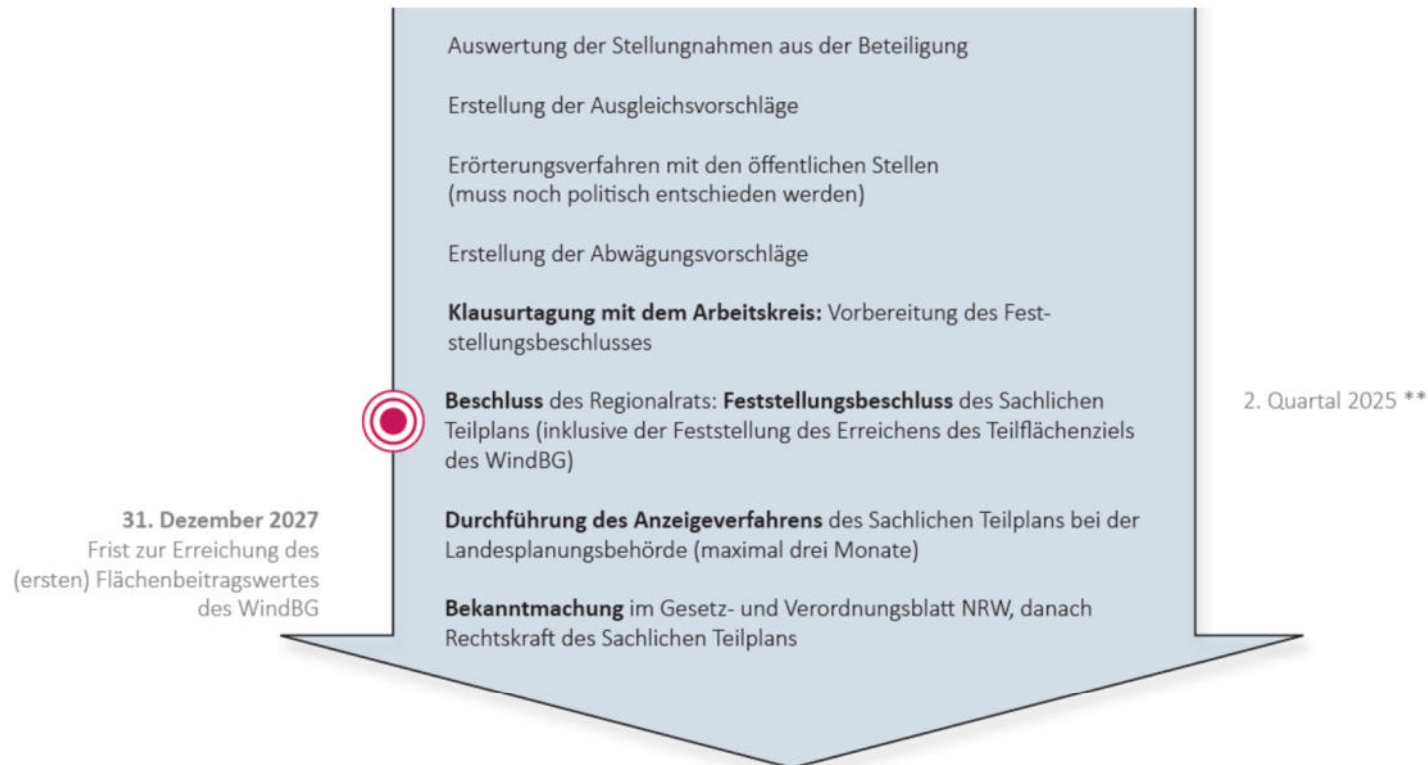 Auswertung der Stellungnahmen aus der Beteiligung
Erstellung der Ausgleichsvorschläge
Erörterungsverfahren mit den öffentlichen Stellen
(muss noch politisch entschieden werden)
Erstellung der Abwägungsvorschläge
Klausurtagung mit dem Arbeitskreis: Vorbereitung des Fest-
stellungsbeschlusses
Beschluss des Regionalrats: Feststellungsbeschluss des Sachlichen
Teilplans (inklusive der Feststellung des Erreichens des Teilflächenziels
des WindBG)
2. Quartal 2025 **
31. Dezember 2027
Frist zur Erreichung des
(ersten) Flächenbeitragswertes
des WindBG
Durchführung des Anzeigeverfahrens des Sachlichen Teilplans bei der
Landesplanungsbehörde (maximal drei Monate)
Bekanntmachung im Gesetz- und Verordnungsblatt NRW, danach
Rechtskraft des Sachlichen Teilplans